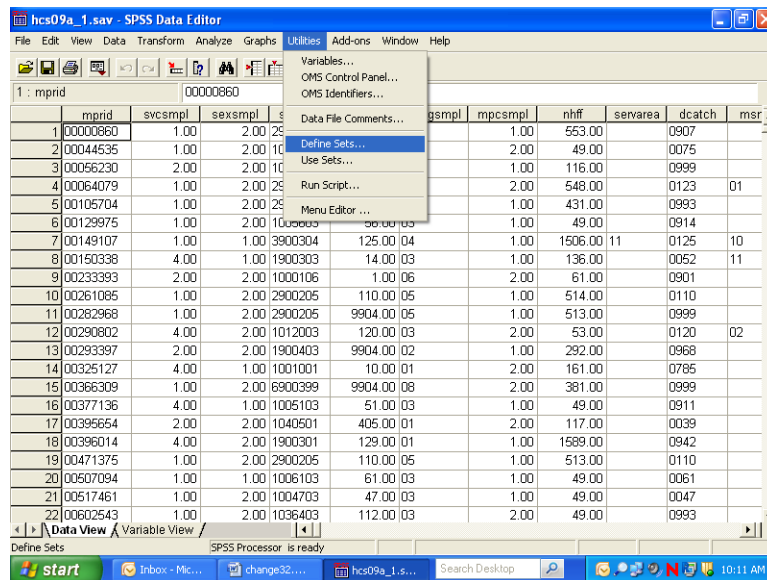 hcs09a_1.sav - SPSS Data Editor
File Edit View Data Transform Analyze Graphs Utilities Add-ons Window Help
Variables...
OMS Control Panel...
OMS Identifiers...
Data File Comments...
Define Sets...
Use Sets...
Run Script...
Menu Editor ...
1 : mprid 00000860
mprid svcsmpl sexsmpl s gsmpl mpcsmpl nhff servarea dcatch msr
1 00000860 1.00 2.00 29 1.00 553.00 0907
2 00044535 1.00 2.00 10 2.00 49.00 0075
3 00056230 2.00 2.00 10 1.00 116.00 0999
4 00064079 1.00 2.00 29 2.00 548.00 0123 01
5 00105704 1.00 2.00 29 1.00 431.00 0993
6 00129975 1.00 2.00 1005603 56.00 03 1.00 49.00 0914
7 00149107 1.00 1.00 3900304 125.00 04 1.00 1506.00 11 0125 10
8 00150338 4.00 1.00 1900303 14.00 03 1.00 136.00 0052 11
9 00233393 2.00 2.00 1000106 1.00 06 2.00 61.00 0901
10 00261085 1.00 2.00 2900205 110.00 05 1.00 514.00 0110
11 00282968 1.00 2.00 2900205 9904.00 05 1.00 513.00 0999
12 00290802 4.00 2.00 1012003 120.00 03 2.00 53.00 0120 02
13 00293397 2.00 2.00 1900403 9904.00 02 1.00 292.00 0968
14 00325127 4.00 1.00 1001001 10.00 01 2.00 161.00 0785
15 00366309 1.00 2.00 6900399 9904.00 08 2.00 381.00 0999
16 00377136 4.00 1.00 1005103 51.00 03 1.00 49.00 0911
17 00395654 2.00 2.00 1040501 405.00 01 2.00 117.00 0039
18 00396014 4.00 2.00 1900301 129.00 01 1.00 1589.00 0942
19 00471375 1.00 2.00 2900205 110.00 05 1.00 513.00 0110
20 00507094 1.00 1.00 1006103 61.00 03 1.00 49.00 0061
21 00517461 1.00 2.00 1004703 47.00 03 1.00 49.00 0047
22 00602543 1.00 2.00 1036403 112.00 03 2.00 49.00 0993
Data View Variable View
Define Sets SPSS Processor is ready
start Inbox - Mic... change32.... hcs09a_1.s... Search Desktop 10:11 AM